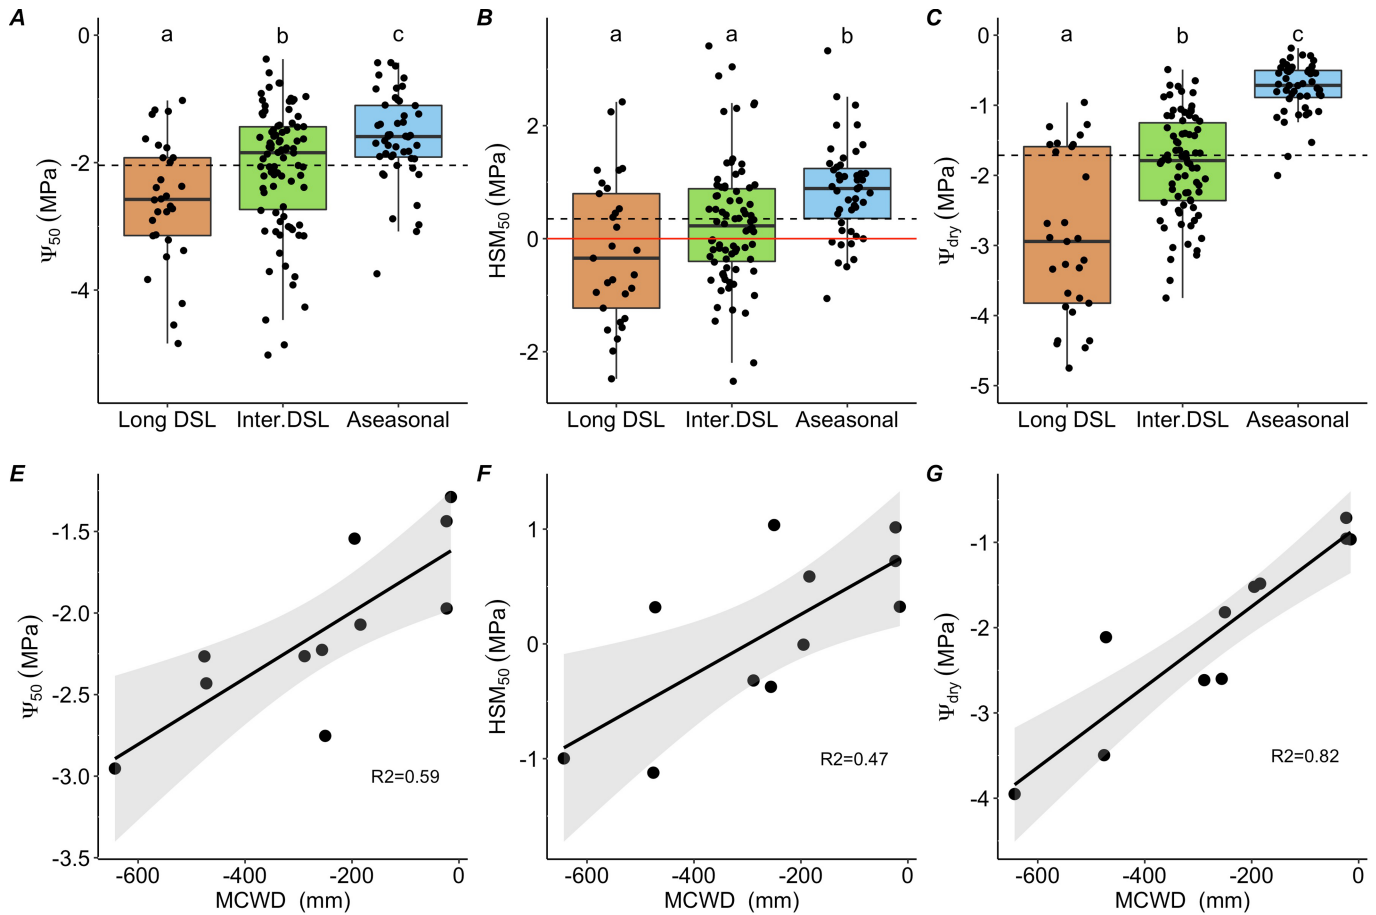 A
B
C
0
-2
-4
Ψ50 (MPa)
a b c
Long DSL Inter.DSL Aseasonal
2
0
-2
HSM50 (MPa)
a a b
Long DSL Inter.DSL Aseasonal
0
-1
-2
-3
-4
-5
Ψdry (MPa)
a b c
Long DSL Inter.DSL Aseasonal
E
F
G
-1.5
-2.0
-2.5
-3.0
-3.5
Ψ50 (MPa)
R2=0.59
-600 -400 -200 0
MCWD (mm)
1
0
-1
HSM50 (MPa)
R2=0.47
-600 -400 -200 0
MCWD (mm)
-1
-2
-3
-4
Ψdry (MPa)
R2=0.82
-600 -400 -200 0
MCWD (mm)